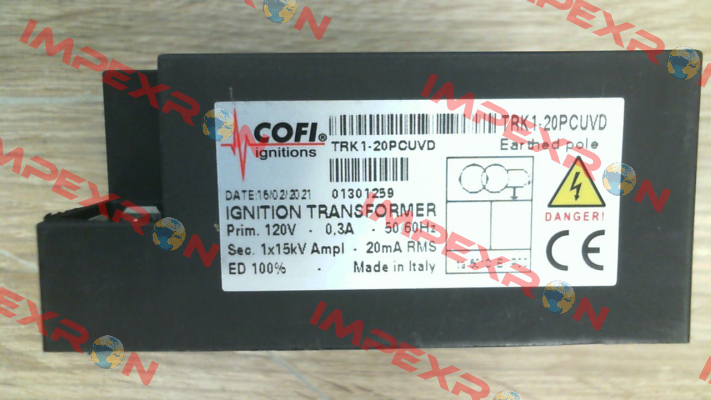 COFI®
ignitions
TRK1-20PCUVD
TRK1-20PCUVD
Earthed pole
DATE:16/02/2021
01301259
IGNITION TRANSFORMER
Prim. 120V - 0,3A - 50 60Hz
Sec. 1x15kV Ampl - 20mA RMS
ED 100% - Made in Italy
DANGER!
CE
IMPEXRON
IMPEXRON
IMPEXRON
IMPEXRON
IMPEXRON
IMPEXRON